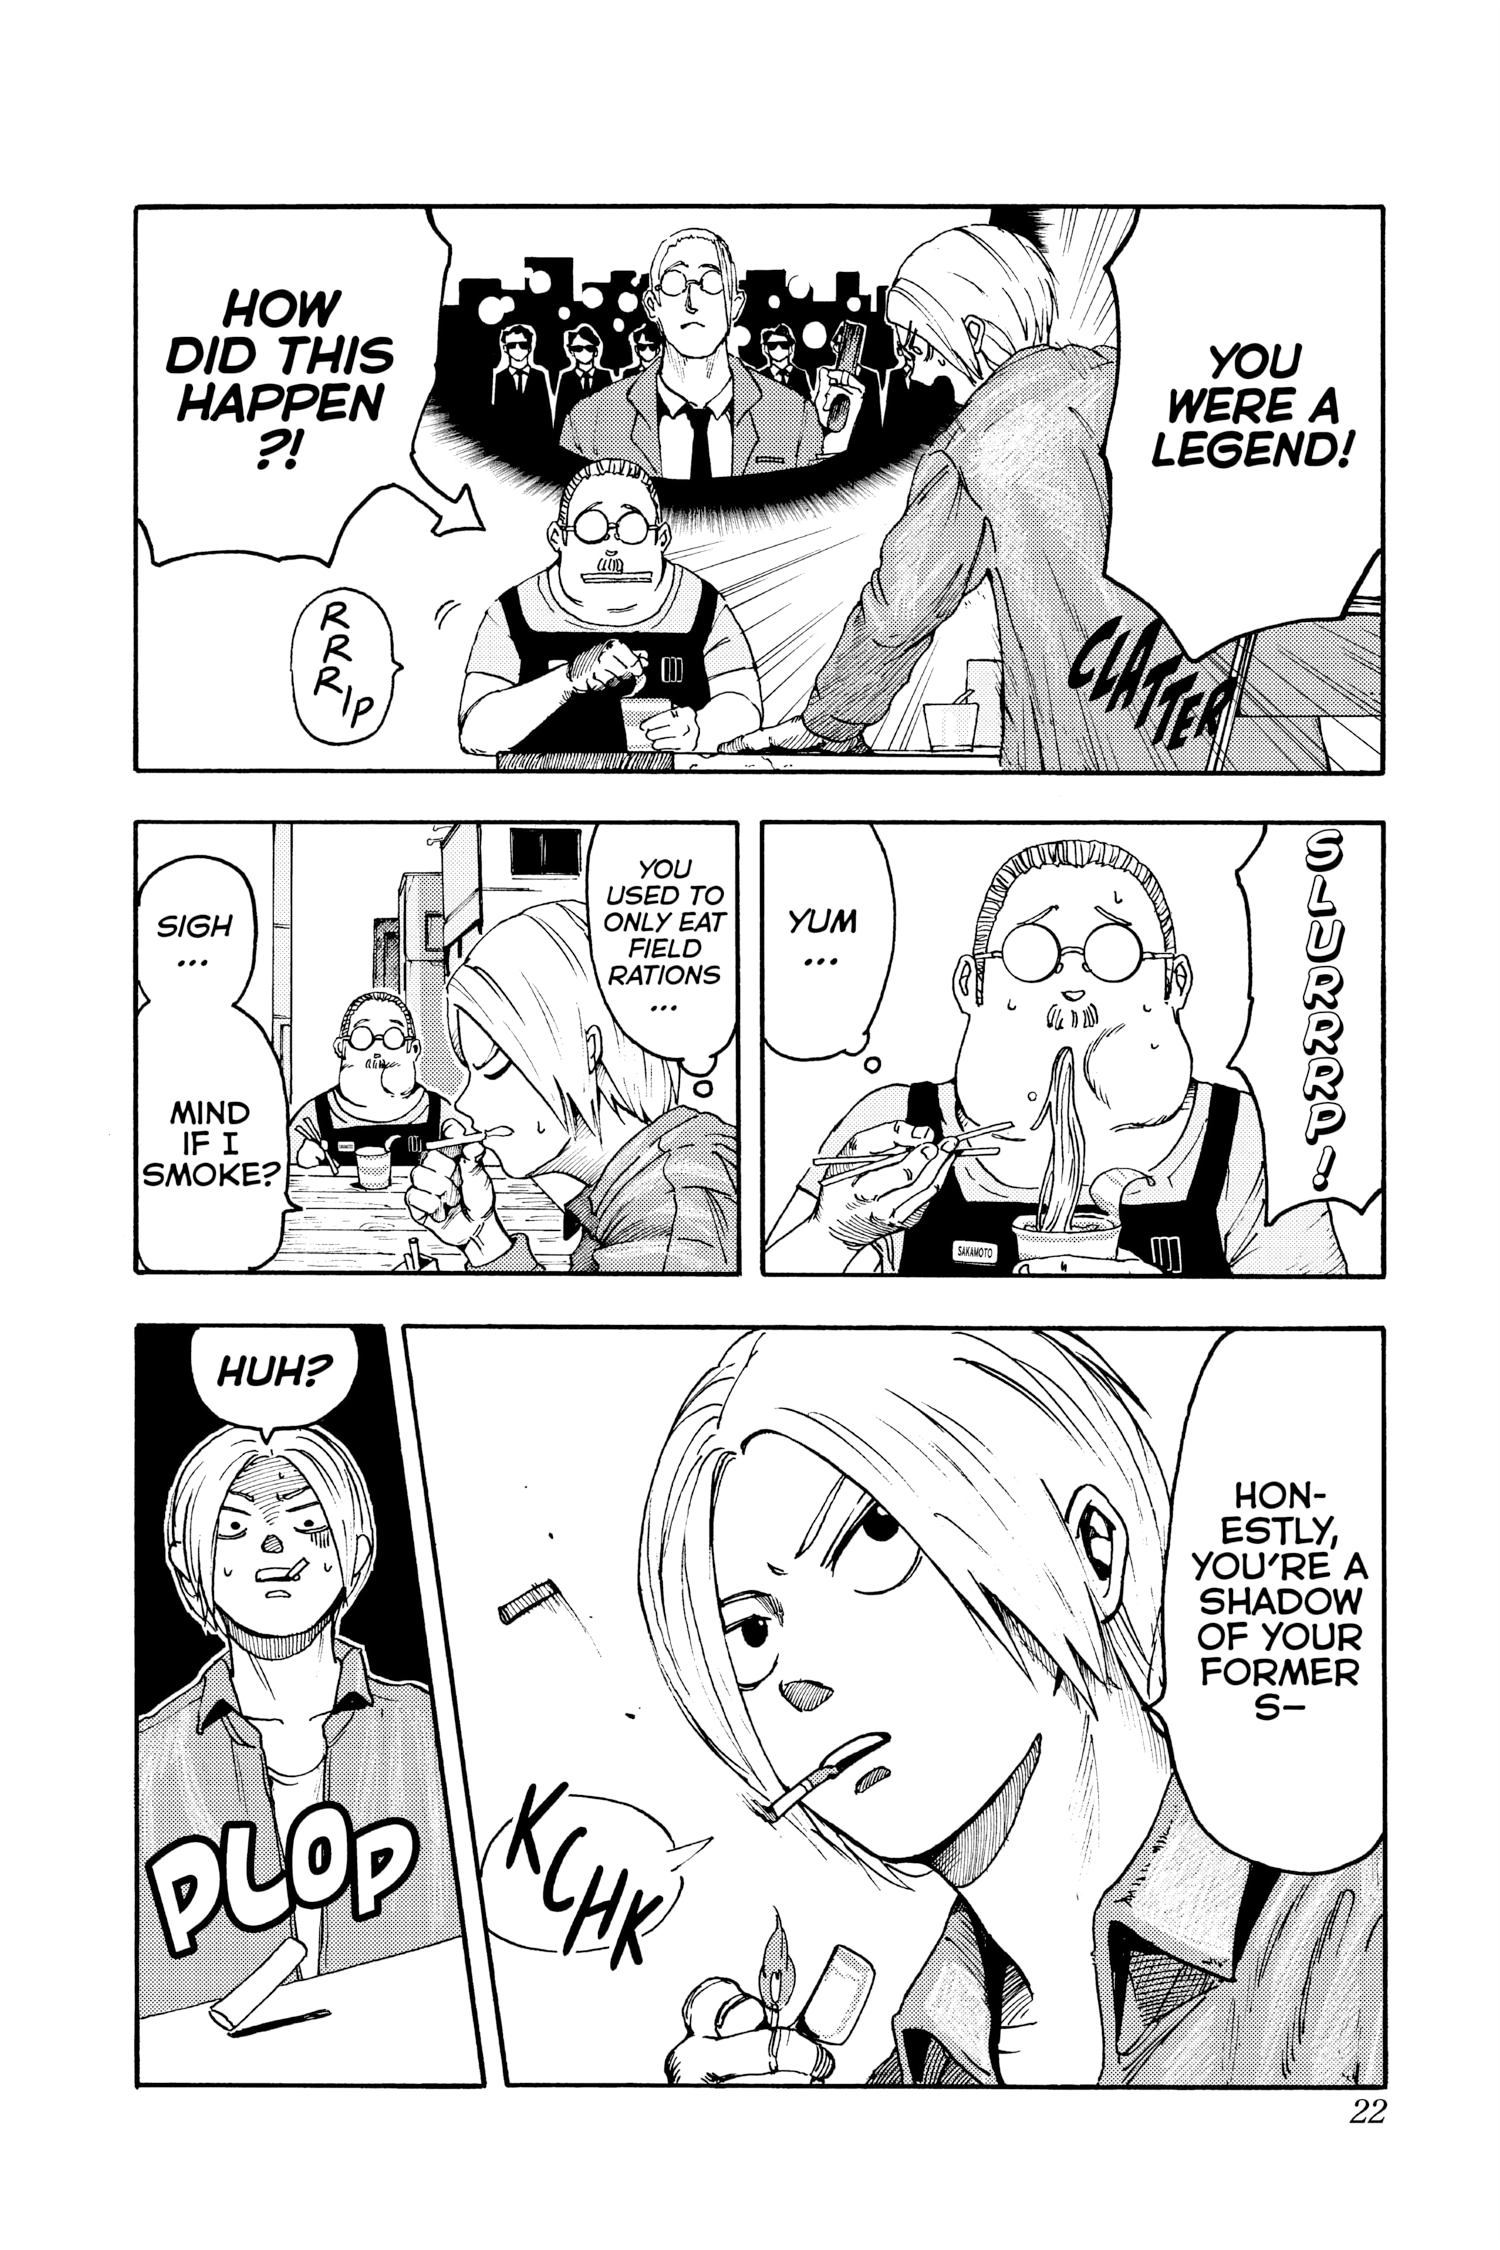 YOU
WERE A
LEGEND!
CLATTER
HOW
DID THIS
HAPPEN
?!
RRRIP
SLURRRP!
YUM
...
SAKAMOTO
YOU
USED TO
ONLY EAT
FIELD
RATIONS
...
SIGH
...
MIND
IF I
SMOKE?
HON-
ESTLY,
YOU'RE A
SHADOW
OF YOUR
FORMER
S–
KCHK
HUH?
PLOP
22